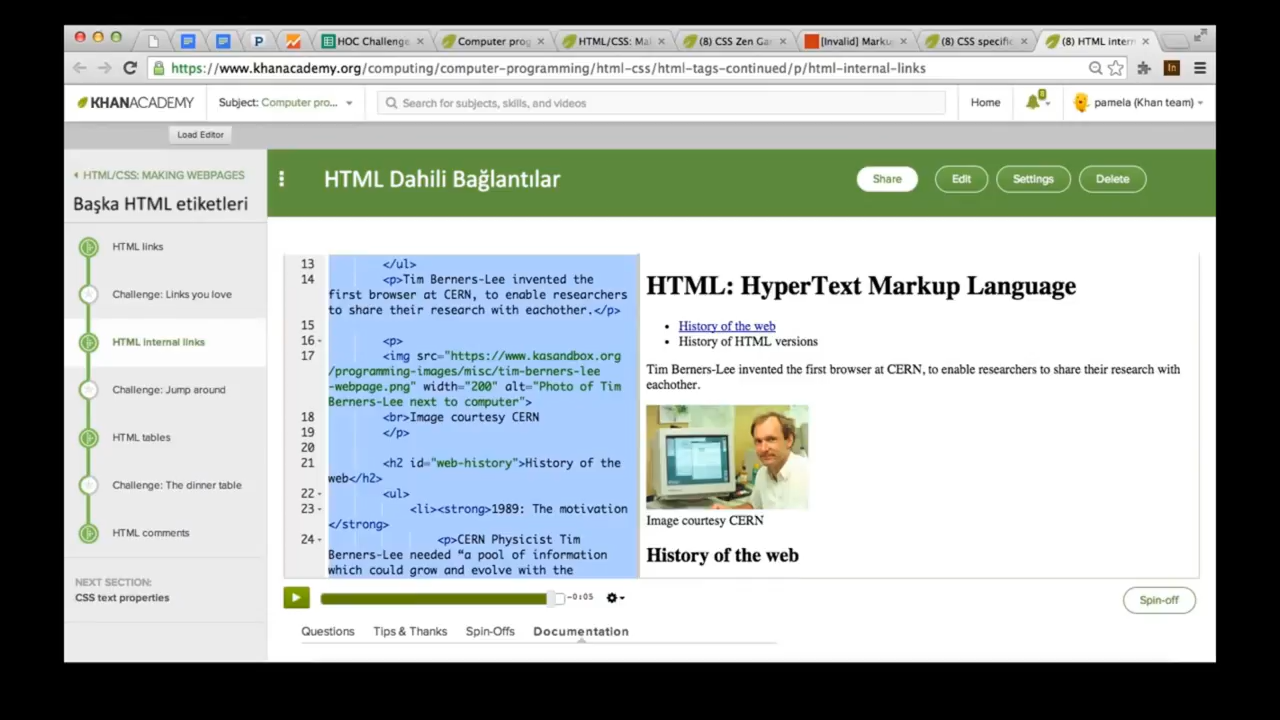 HOC Challenge
Computer prog
HTML/CSS: Ma
(8) CSS Zen Ga
[Invalid] Marku
(8) CSS specific
(8) HTML intern
https://www.khanacademy.org/computing/computer-programming/html-css/html-tags-continued/p/html-internal-links
KHANACADEMY
Subject: Computer pro...
Search for subjects, skills, and videos
Home
pamela (Khan team)
Load Editor
HTML/CSS: MAKING WEBPAGES
Başka HTML etiketleri
HTML Dahili Bağlantılar
Share
Edit
Settings
Delete
HTML links
Challenge: Links you love
HTML internal links
Challenge: Jump around
HTML tables
Challenge: The dinner table
HTML comments
NEXT SECTION:
CSS text properties
13 </ul>
14 <p>Tim Berners-Lee invented the
first browser at CERN, to enable researchers
to share their research with eachother.</p>
15
16 <p>
17 <img src="https://www.kasandbox.org
/programming-images/misc/tim-berners-lee
-webpage.png" width="200" alt="Photo of Tim
Berners-Lee next to computer">
18 <br>Image courtesy CERN
19 </p>
20
21 <h2 id="web-history">History of the
web</h2>
22 <ul>
23 <li><strong>1989: The motivation
</strong>
24 <p>CERN Physicist Tim
Berners-Lee needed “a pool of information
which could grow and evolve with the
HTML: HyperText Markup Language
History of the web
History of HTML versions
Tim Berners-Lee invented the first browser at CERN, to enable researchers to share their research with
eachother.
Image courtesy CERN
History of the web
-0:05
Spin-off
Questions
Tips & Thanks
Spin-Offs
Documentation